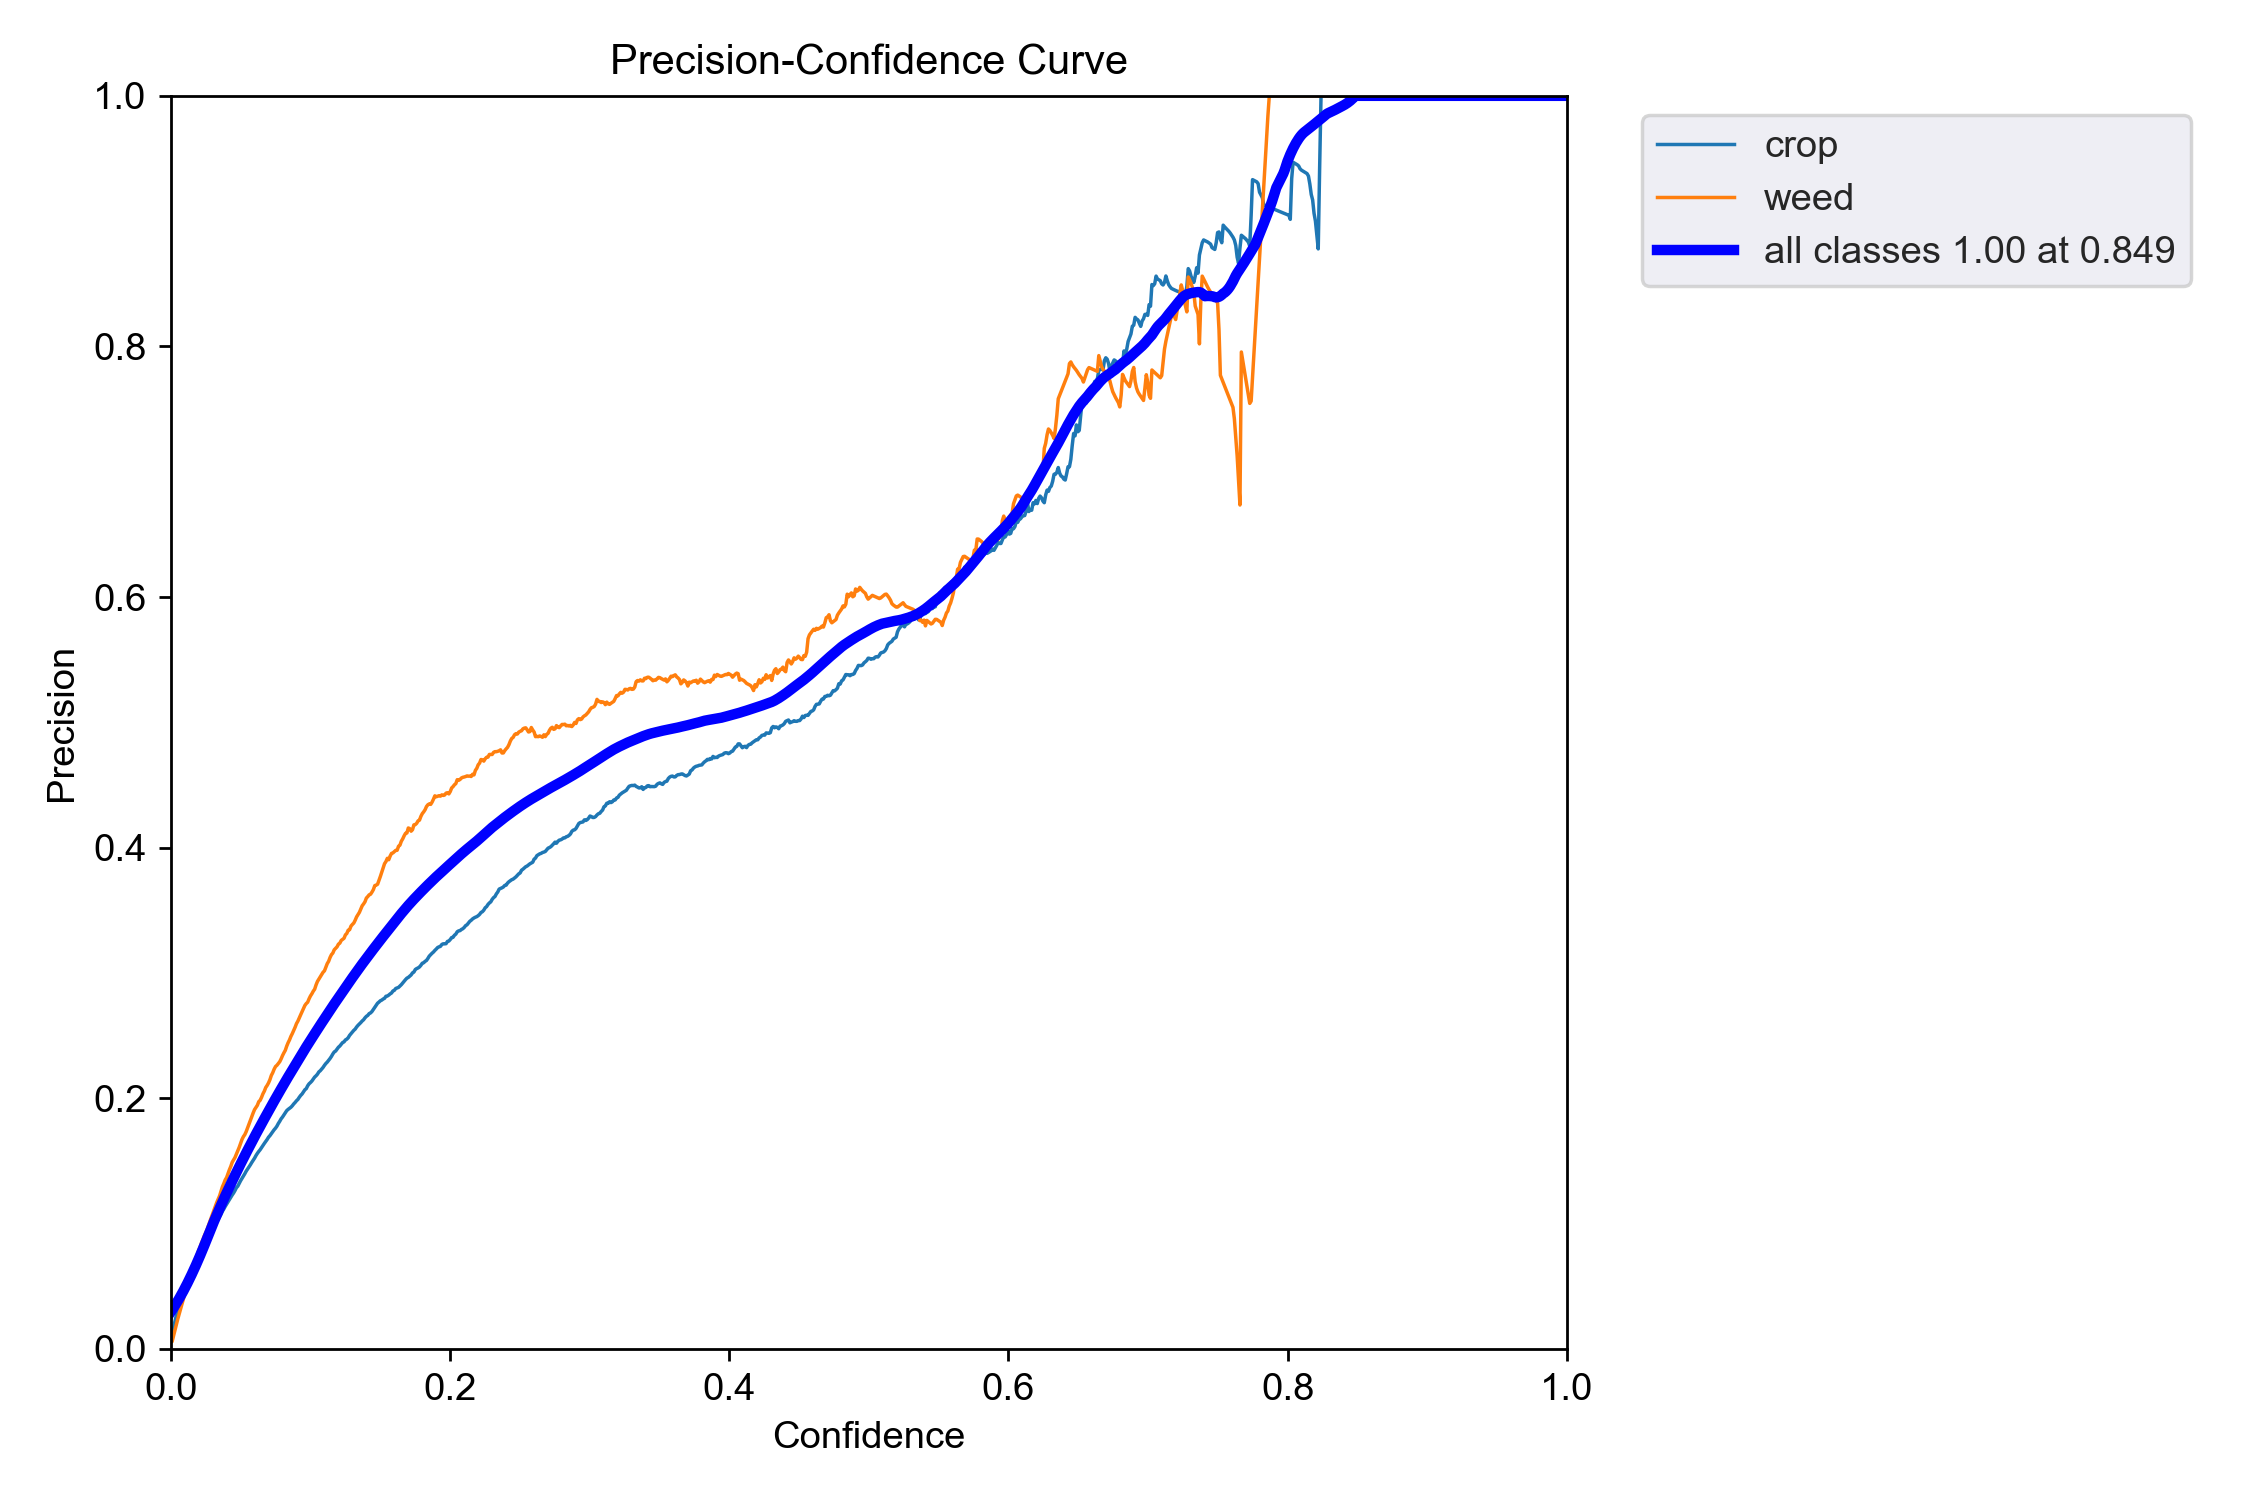 Precision-Confidence Curve
1.0
0.8
0.6
0.4
0.2
0.0
Precision
0.0 0.2 0.4 0.6 0.8 1.0
Confidence
crop
weed
all classes 1.00 at 0.849